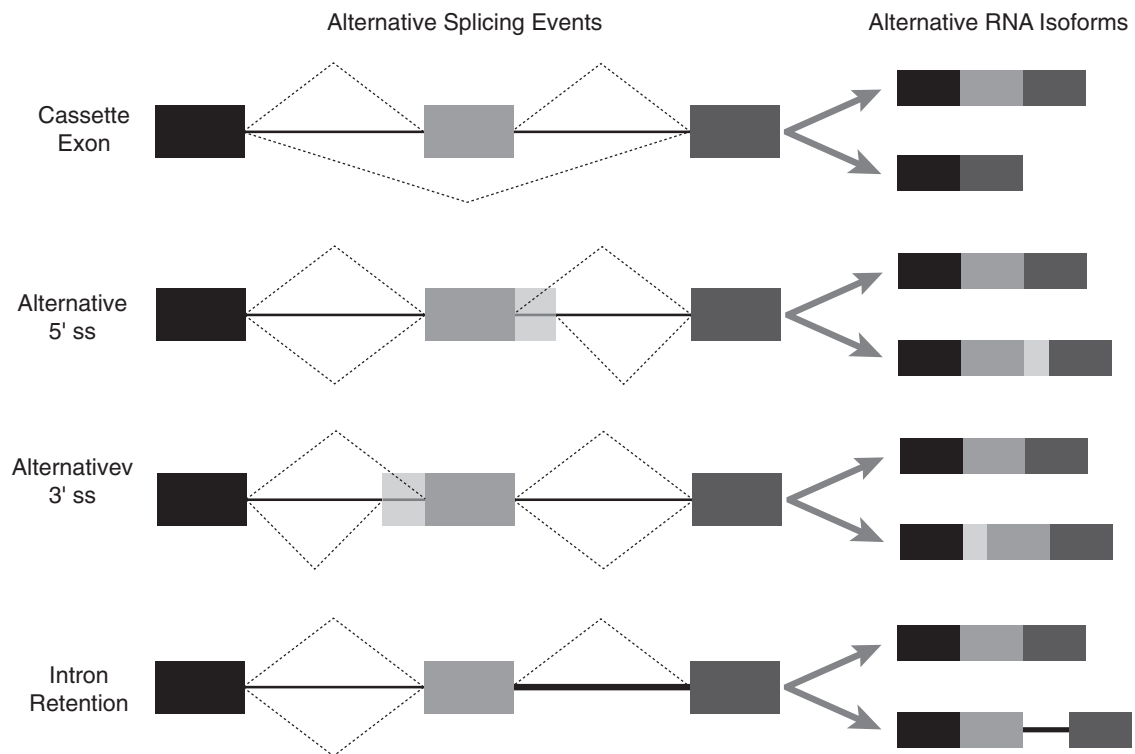 Alternative Splicing Events
Alternative RNA Isoforms
Cassette
Exon
Alternative
5' ss
Alternativev
3' ss
Intron
Retention